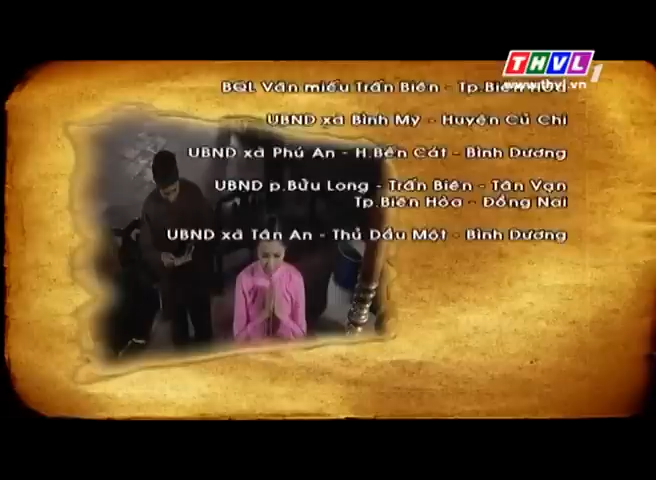 THVL1
www.thvl.vn
BQL Văn miếu Trấn Biên - Tp.Biên Hòa
UBND xã Bình Mỹ - Huyện Củ Chi
UBND xã Phú An - H.Bến Cát - Bình Dương
UBND p.Bửu Long - Trấn Biên - Tân Vạn
Tp.Biên Hòa - Đồng Nai
UBND xã Tân An - Thủ Dầu Một - Bình Dương